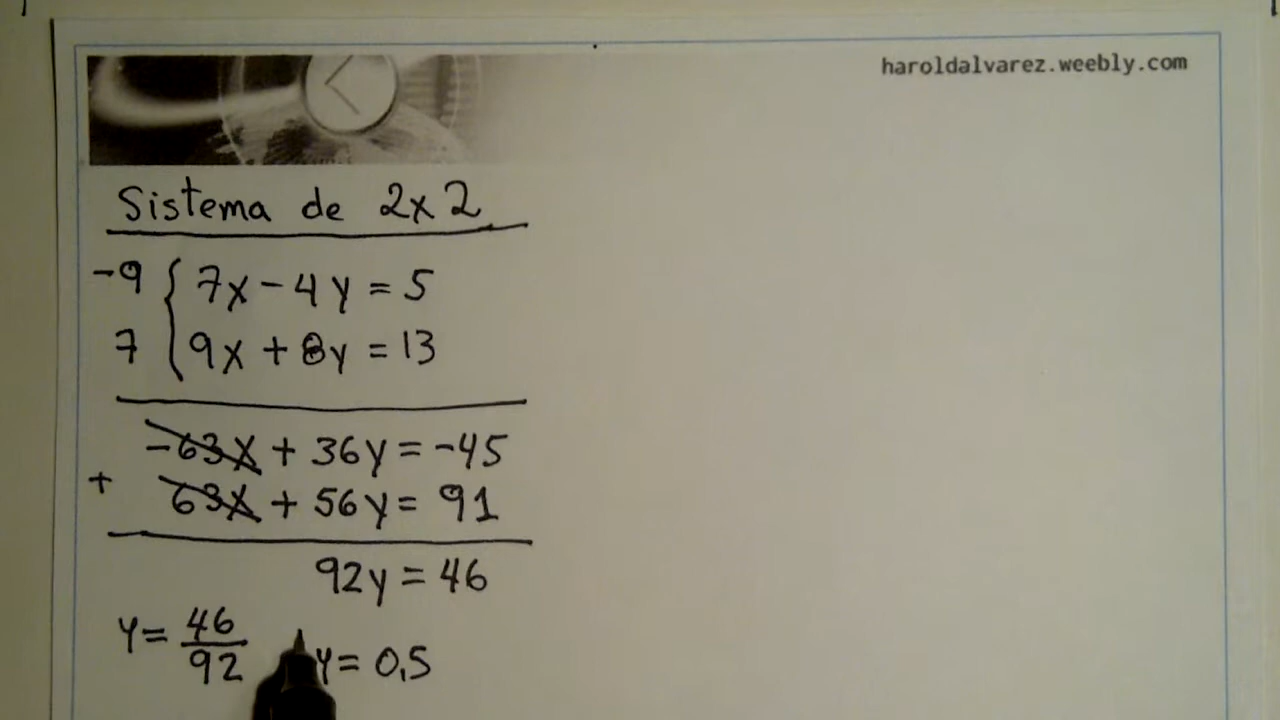 haroldalvarez.weebly.com
Sistema de 2x2
-9 { 7x - 4y = 5
7 9x + 8y = 13
-63x + 36y = -45
+ 63x + 56y = 91
92y = 46
y = 46/92 y = 0,5